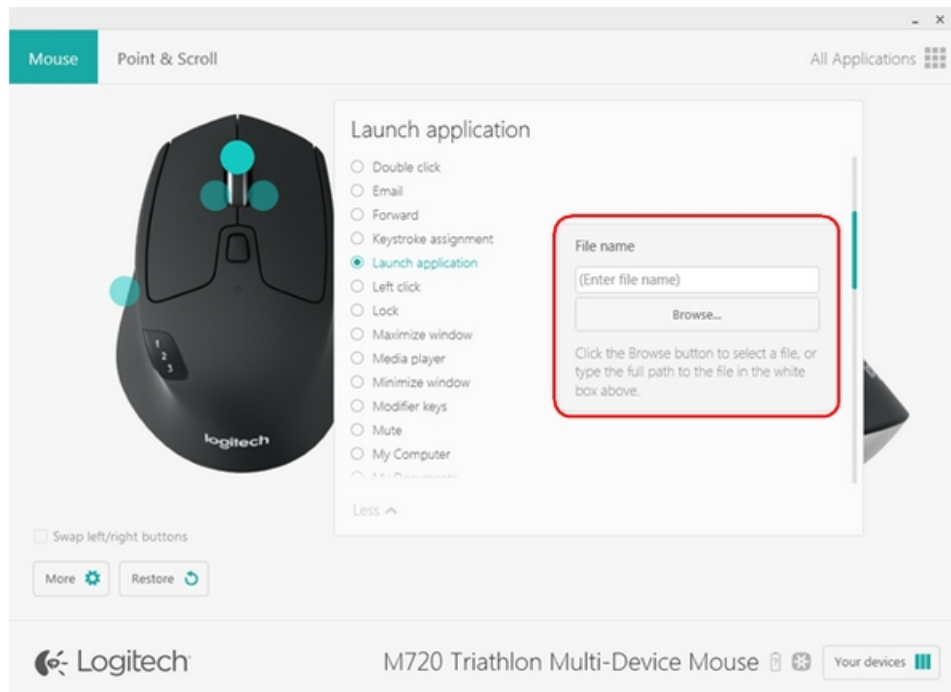 Mouse
Point & Scroll
All Applications
Launch application
Double click
Email
Forward
Keystroke assignment
Launch application
Left click
Lock
Maximize window
Media player
Minimize window
Modifier keys
Mute
My Computer
My Documents
Less
File name
(Enter file name)
Browse...
Click the Browse button to select a file, or
type the full path to the file in the white
box above.
1
2
3
logitech
Swap left/right buttons
More
Restore
Logitech
M720 Triathlon Multi-Device Mouse
Your devices